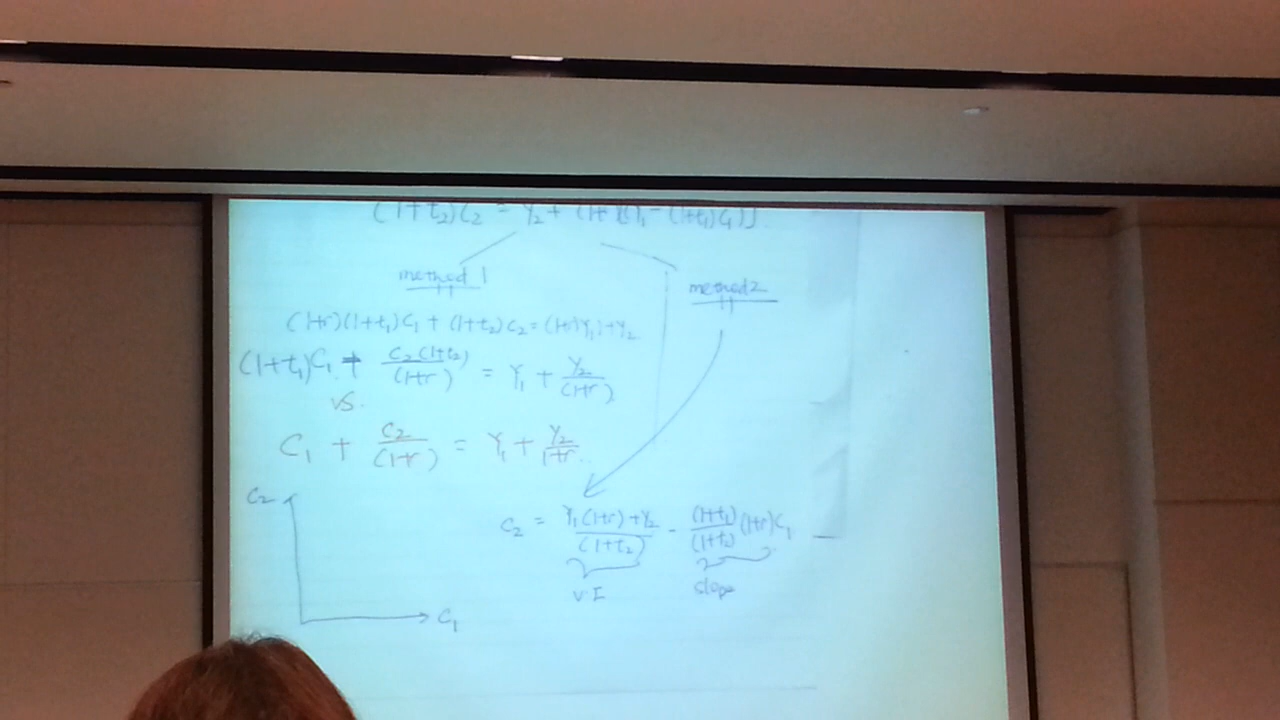 (1+t₂)C₂ = Y₂ + (1+r)[Y₁ - (1+t₁)C₁)]
method 1
method 2
(1+r)(1+t₁)C₁ + (1+t₂)C₂ = (1+r)Y₁) + Y₂
(1+t₁)C₁ + C₂(1+t₂)/(1+r) = Y₁ + Y₂/(1+r)
VS.
C₁ + C₂/(1+r) = Y₁ + Y₂/1+r.
C₂
C₂ = Y₁(1+r)+Y₂/(1+t₂) - (1+t₁)/(1+t₂) (1+r)C₁
V.I
slope
C₁